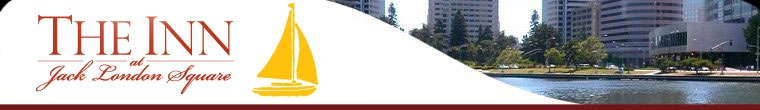 THE INN
at
Jack London Square